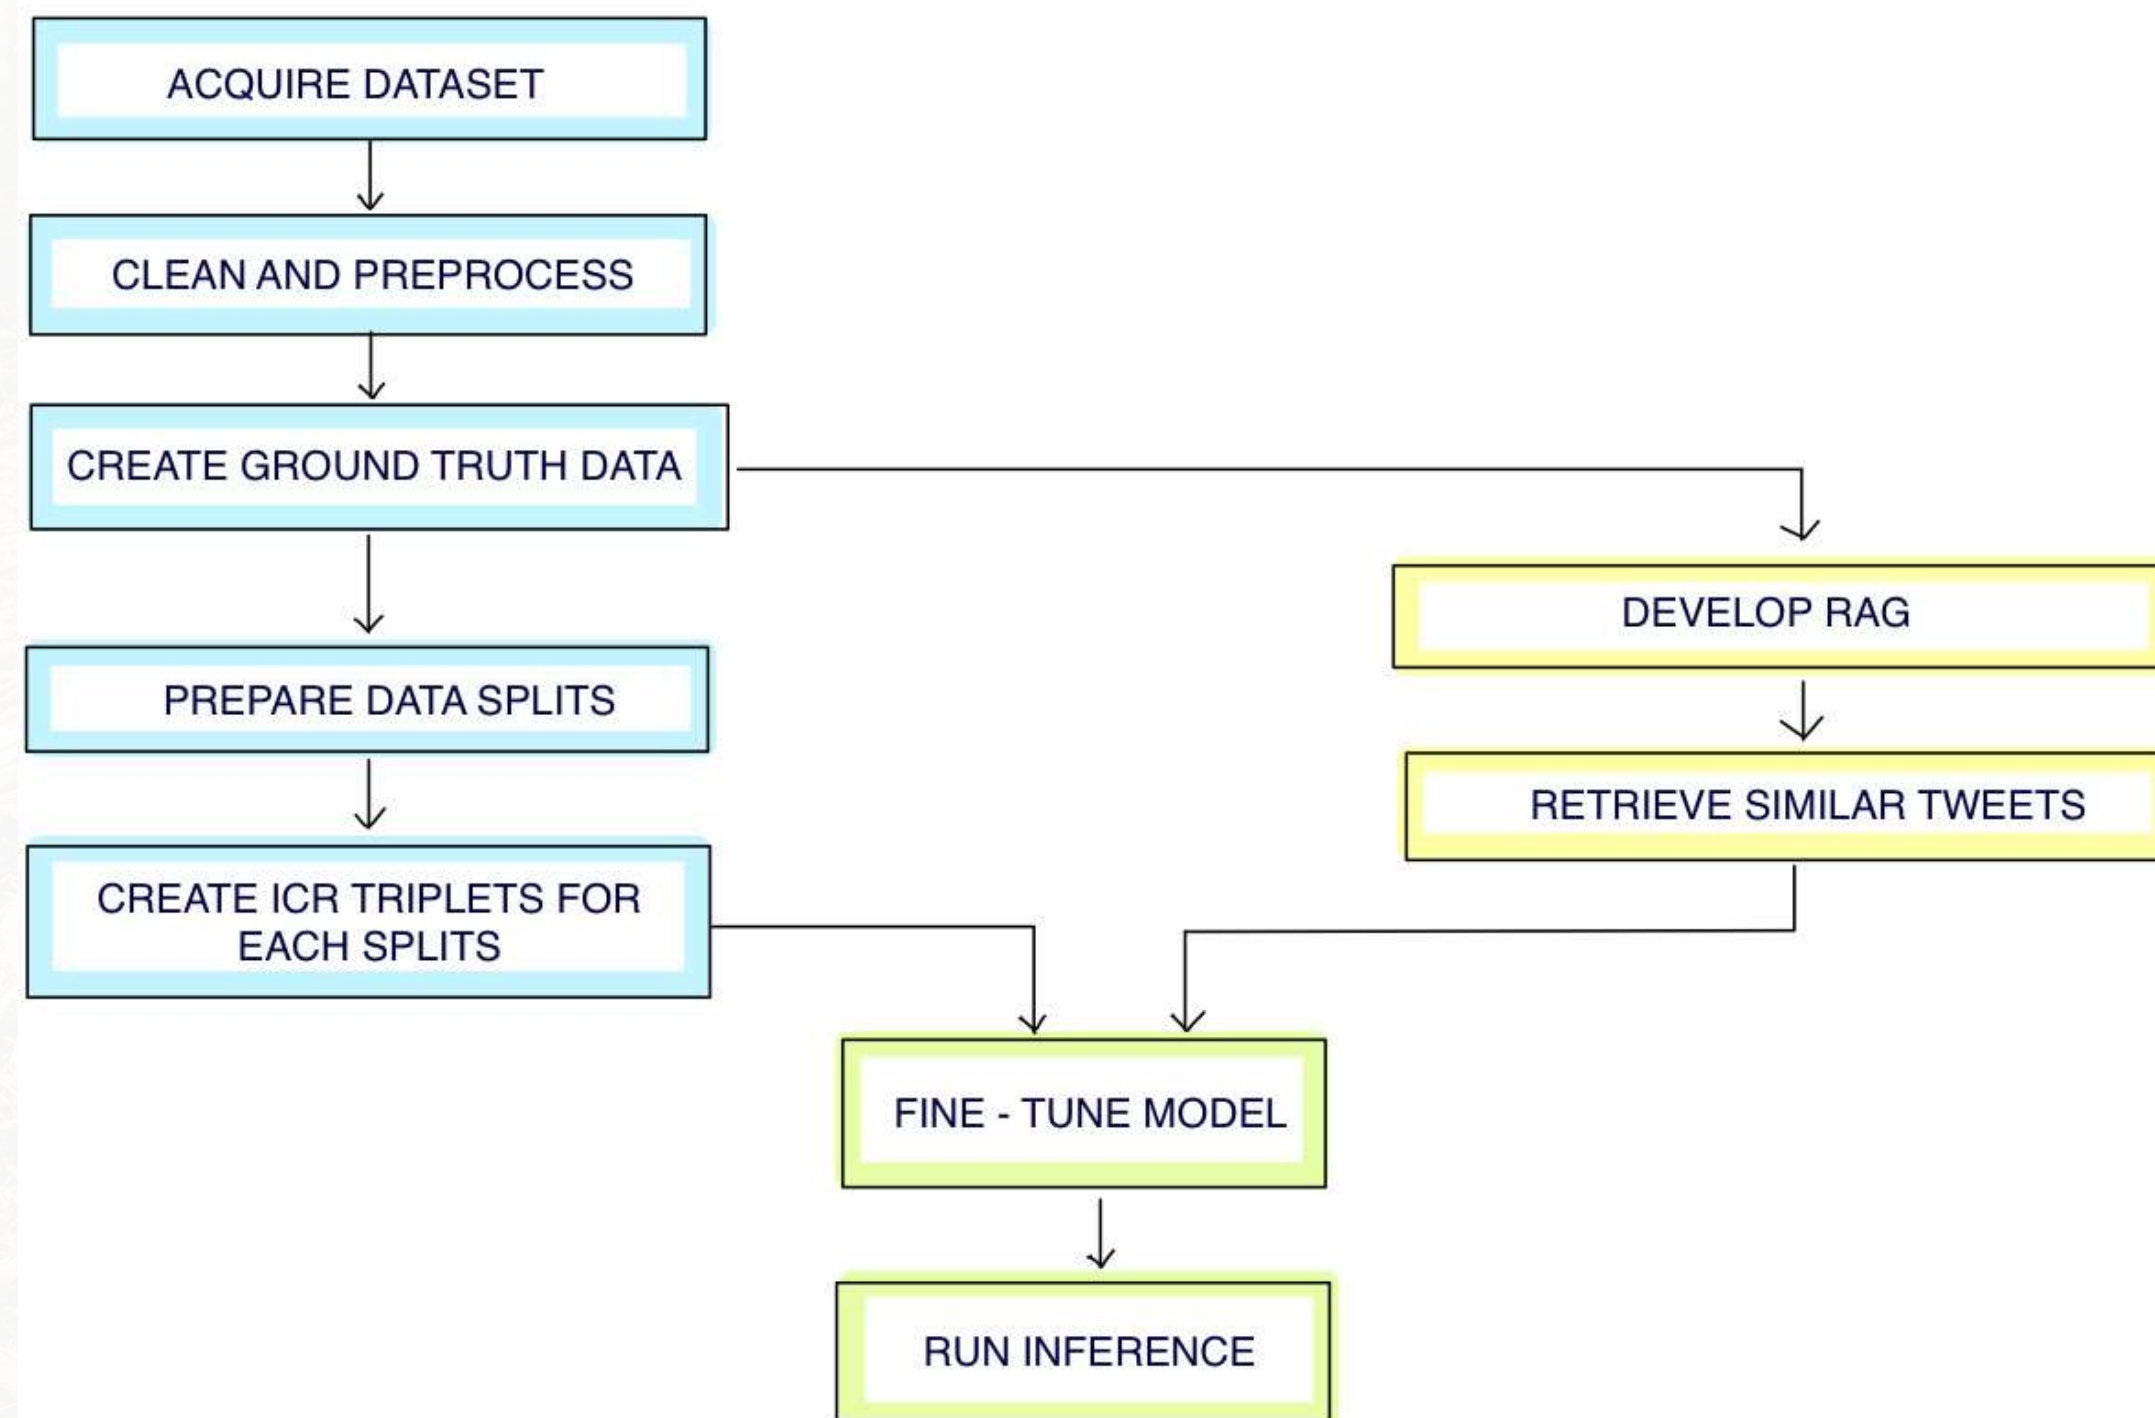 ACQUIRE DATASET
CLEAN AND PREPROCESS
CREATE GROUND TRUTH DATA
PREPARE DATA SPLITS
CREATE ICR TRIPLETS FOR
EACH SPLITS
DEVELOP RAG
RETRIEVE SIMILAR TWEETS
FINE - TUNE MODEL
RUN INFERENCE